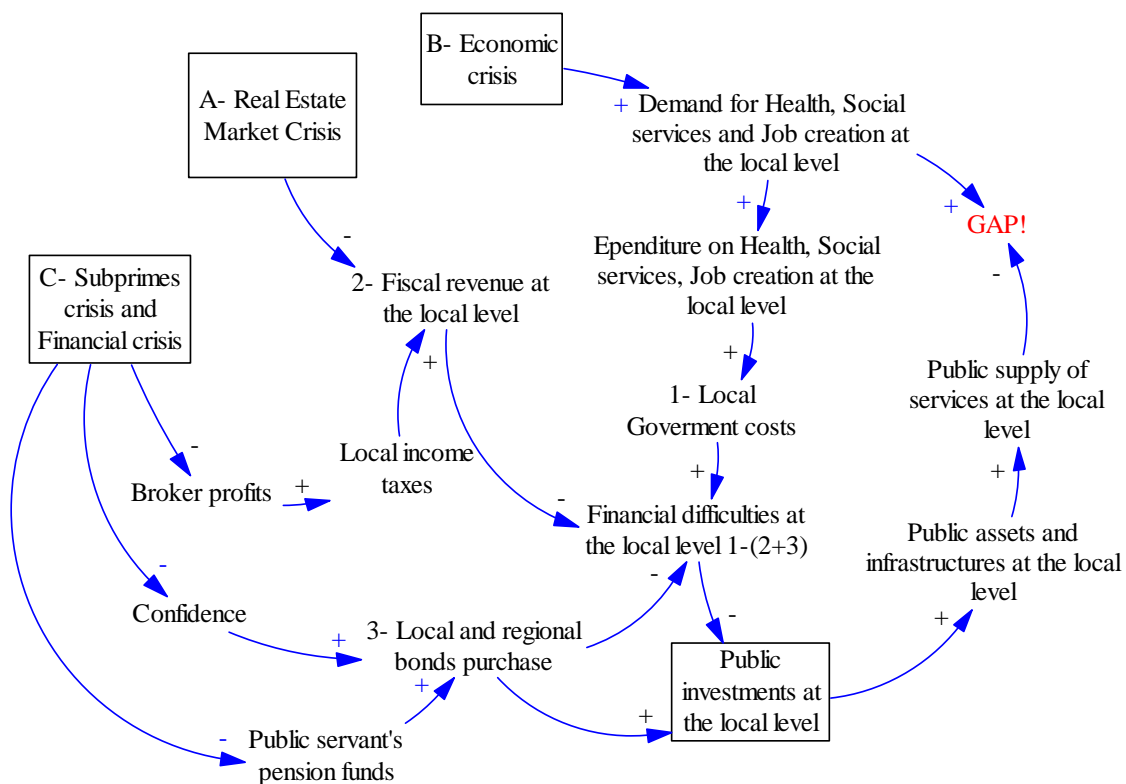 B- Economic
crisis
A- Real Estate
Market Crisis
+ Demand for Health, Social
services and Job creation at
the local level
+
+
GAP!
-
-
Ependiture on Health, Social
services, Job creation at the
local level
C- Subprimes
crisis and
Financial crisis
2- Fiscal revenue at
the local level
+
+
Public supply of
services at the local
level
1- Local
Goverment costs
-
Local income
taxes
+
+
Broker profits
+
-
Financial difficulties at
the local level 1-(2+3)
Public assets and
infrastructures at the local
level
-
-
Confidence
+
3- Local and regional
bonds purchase
-
+
+
Public
investments at
the local level
+
-
Public servant's
pension funds